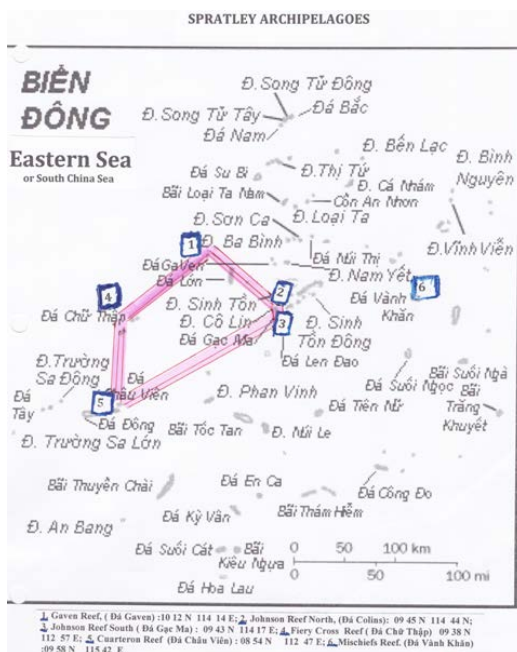 SPRATLEY ARCHIPELAGOES
BIỂN
ĐÔNG
Eastern Sea
or South China Sea
Đ. Song Tử Đông
Đ. Song Tử Tây
Đá Bắc
Đá Nam
Đ. Bến Lạc
Đ. Bình
Nguyên
Đá Su Bi
Đ. Thị Tứ
Đ. Cá Nhám
Bãi Loại Ta Nam
Cồn An Nhơn
Đ. Sơn Ca
Đ. Loại Ta
1
Đ. Ba Bình
Đá Núi Thị
Đ. Vĩnh Viễn
Đá GaVen
Đ. Nam Yết
Đá Lớn
6
4
2
Đá Vành
Khăn
Đ. Sinh Tồn
Đá Chữ Thập
Đ. Cô Lin
3
Đ. Sinh
Tồn Đông
Đá Gạc Ma
Đá Len Đao
Đ. Trường
Sa Đông
Đá
Châu Viên
Đá Suối Ngọc
Bãi Suối Ngà
Bãi
Trăng
Khuyết
Đá
Tây
5
Đ. Phan Vinh
Đá Tiên Nữ
Đá Đông
Bãi Tốc Tan
Đ. Núi Le
Đ. Trường Sa Lớn
Bãi Thuyền Chài
Đá En Ca
Đá Công Đo
Đá Kỳ Vân
Bãi Thám Hiểm
Đ. An Bang
Đá Suối Cát
Bãi
Kiêu Ngựa
0 50 100 km
0 50 100 mi
Đá Hoa Lau
1. Gaven Reef, ( Đá Gaven) :10 12 N 114 14 E; 2. Johnson Reef North, (Đá Colins): 09 45 N 114 44 N;
3. Johnson Reef South ( Đá Gạc Ma) : 09 43 N 114 17 E; 4. Fiery Cross Reef ( Đá Chữ Thập) 09 38 N
112 57 E; 5. Cuarteron Reef (Đá Châu Viên) : 08 54 N 112 47 E; 6. Mischiefs Reef. (Đá Vành Khăn)
:09 58 N 115 42 E